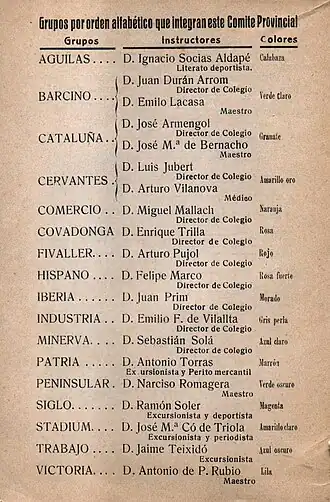 Grupos por orden alfabético que integran este Comite Provincial
Grupos Instructores Colores
AGUILAS . . . . D. Ignacio Socias Aldapé Calabaza
Literato deportista.
D. Juan Durán Arrom
Director de Colegio
BARCINO . . . . Verde Claro
D. Emilo Lacasa
Maestro
D. José Armengol
Director de Colegio
CATALUÑA . . Granate
D. José M.ª de Bernacho
Maestro
D. Luis Jubert
Director de Colegio
CERVANTES . Amarillo oro
D. Arturo Vilanova
Médico
COMERCIO . . D. Miguel Mallach Naranja
Director de Colegio
COVADONGA D. Enrique Trilla Rosa
Director de Colegio
FIVALLER. . . . D. Arturo Pujol Rojo
Director de Colegio
HISPANO . . . . D. Felipe Marco Rosa fuerte
Director de Colegio
IBERIA . . . . . . D. Juan Prim Morado
Director de Colegio
INDUSTRIA . . D. Emilio F. de Vilallta Gris perla
Director de Colegio
MINERVA. . . . D. Sebastián Solá Azul claro
Director de Colegio
PATRIA . . . . . D. Antonio Torras Marrón
Excursionista y Perito mercantil
PENINSULAR . D. Narciso Romagera Verde oscuro
Maestro
SIGLO. . . . . . . D. Ramón Soler Magenta
Excursionista y deportista
STADIUM. . . . D. José M.ª Có de Triola Amarillo claro
Excursionista y periodista
TRABAJO . . . . D. Jaime Teixidó Azul oscuro
Excursionista
VICTORIA. . . . D. Antonio de P. Rubio Lila
Maestro